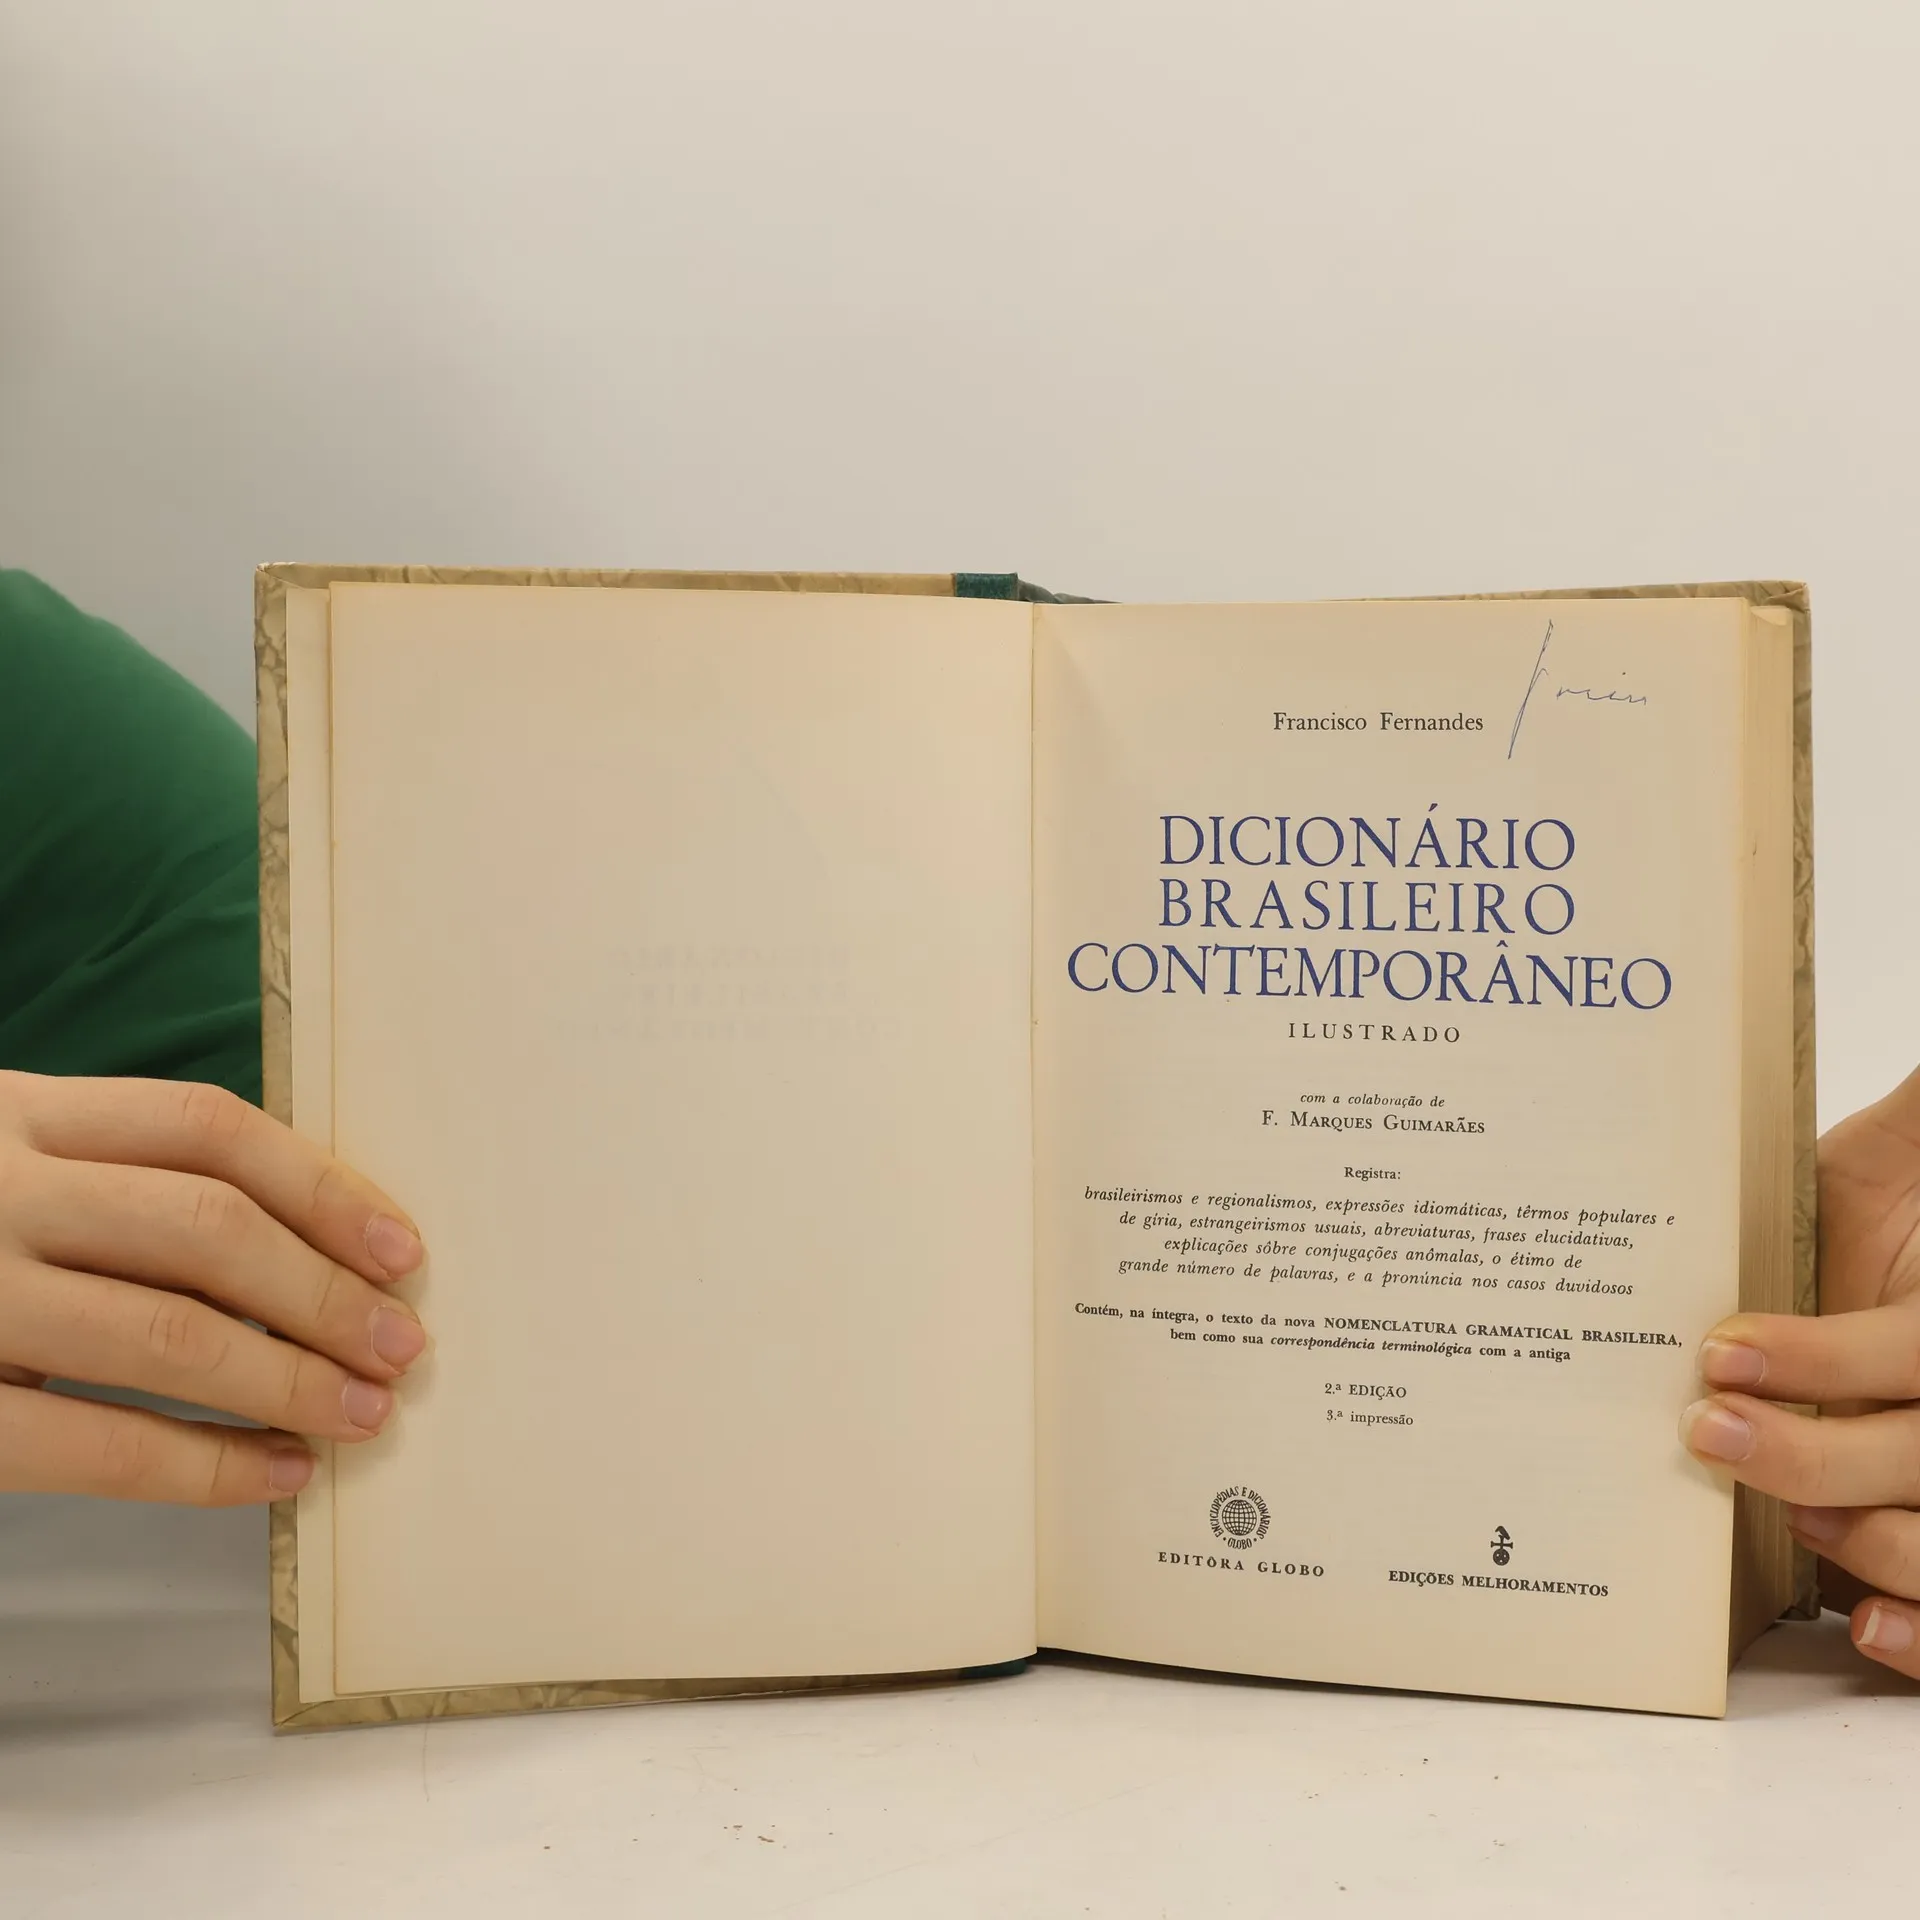 Francisco Fernandes
DICIONÁRIO
BRASILEIRO
CONTEMPORÂNEO
ILUSTRADO
com a colaboração de
F. MARQUES GUIMARÃES
Registra:
brasileirismos e regionalismos, expressões idiomáticas, têrmos populares e
de gíria, estrangeirismos usuais, abreviaturas, frases elucidativas,
explicações sôbre conjugações anômalas, o étimo de
grande número de palavras, e a pronúncia nos casos duvidosos
Contém, na íntegra, o texto da nova NOMENCLATURA GRAMATICAL BRASILEIRA,
bem como sua correspondência terminológica com a antiga
2.ª EDIÇÃO
3.ª impressão
ENCICLOPÉDIAS E DICIONÁRIOS
• GLOBO •
EDITÔRA GLOBO
EDIÇÕES MELHORAMENTOS